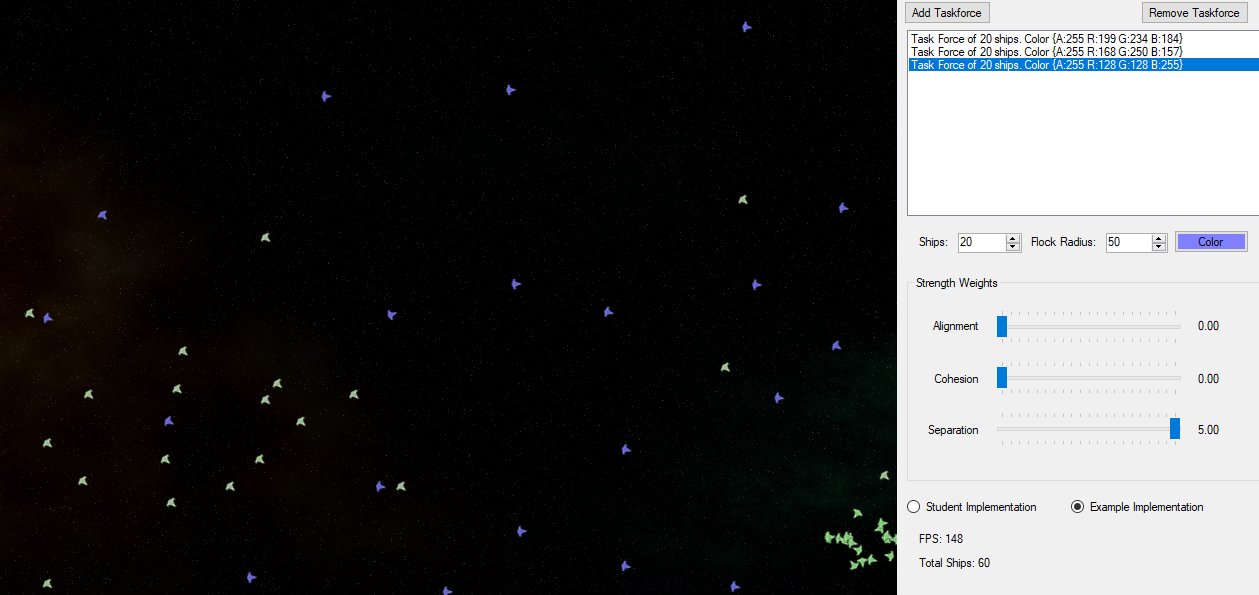 Add Taskforce
Remove Taskforce
Task Force of 20 ships. Color {A:255 R:199 G:234 B:184}
Task Force of 20 ships. Color {A:255 R:168 G:250 B:157}
Task Force of 20 ships. Color {A:255 R:128 G:128 B:255}
Ships: 20 Flock Radius: 50 Color
Strength Weights
Alignment 0.00
Cohesion 0.00
Separation 5.00
Student Implementation Example Implementation
FPS: 148
Total Ships: 60